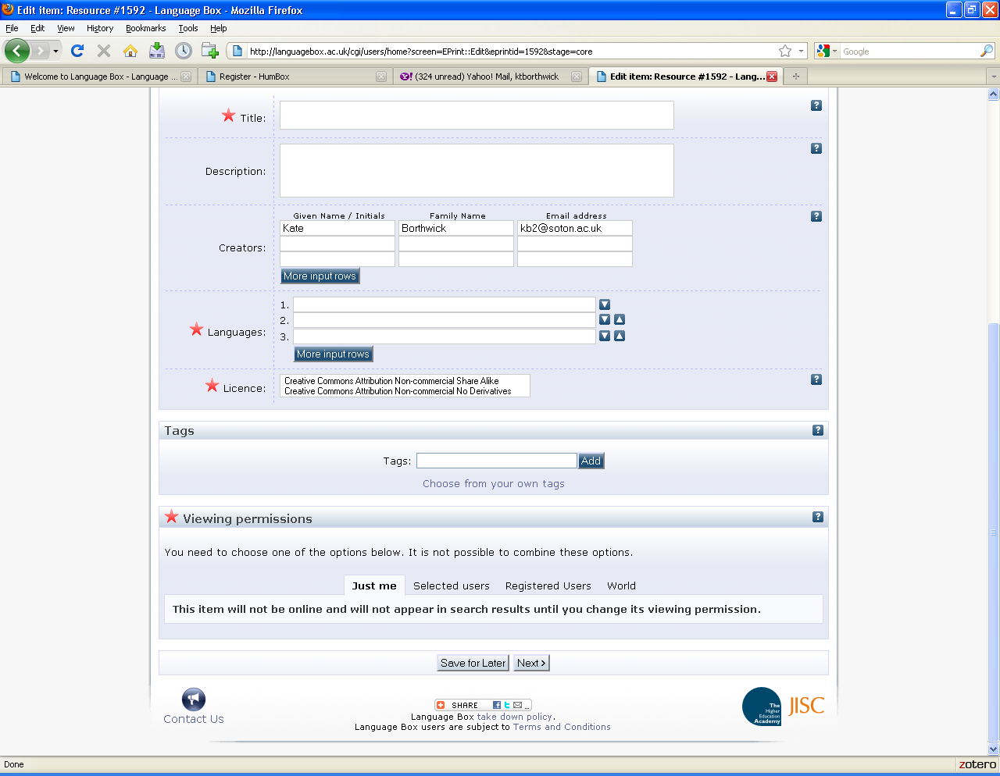 Edit item: Resource #1592 - Language Box - Mozilla Firefox
File Edit View History Bookmarks Tools Help
http://languagebox.ac.uk/cgi/users/home?screen=EPrint::Edit&eprintid=1592&stage=core
Google
Welcome to Language Box - Language ...
Register - HumBox
Y! (324 unread) Yahoo! Mail, ktborthwick
Edit item: Resource #1592 - Lang...
Title:
?
Description:
?
Given Name / Initials Family Name Email address
?
Kate Borthwick kb2@soton.ac.uk
Creators:
More input rows
1.
2.
Languages:
3.
More input rows
Licence:
Creative Commons Attribution Non-commercial Share Alike
Creative Commons Attribution Non-commercial No Derivatives
?
Tags
?
Tags: Add
Choose from your own tags
Viewing permissions
?
You need to choose one of the options below. It is not possible to combine these options.
Just me Selected users Registered Users World
This item will not be online and will not appear in search results until you change its viewing permission.
Save for Later Next >
Contact Us
SHARE ...
Language Box take down policy.
Language Box users are subject to Terms and Conditions
The
Higher
Education
Academy
JISC
Done
zotero